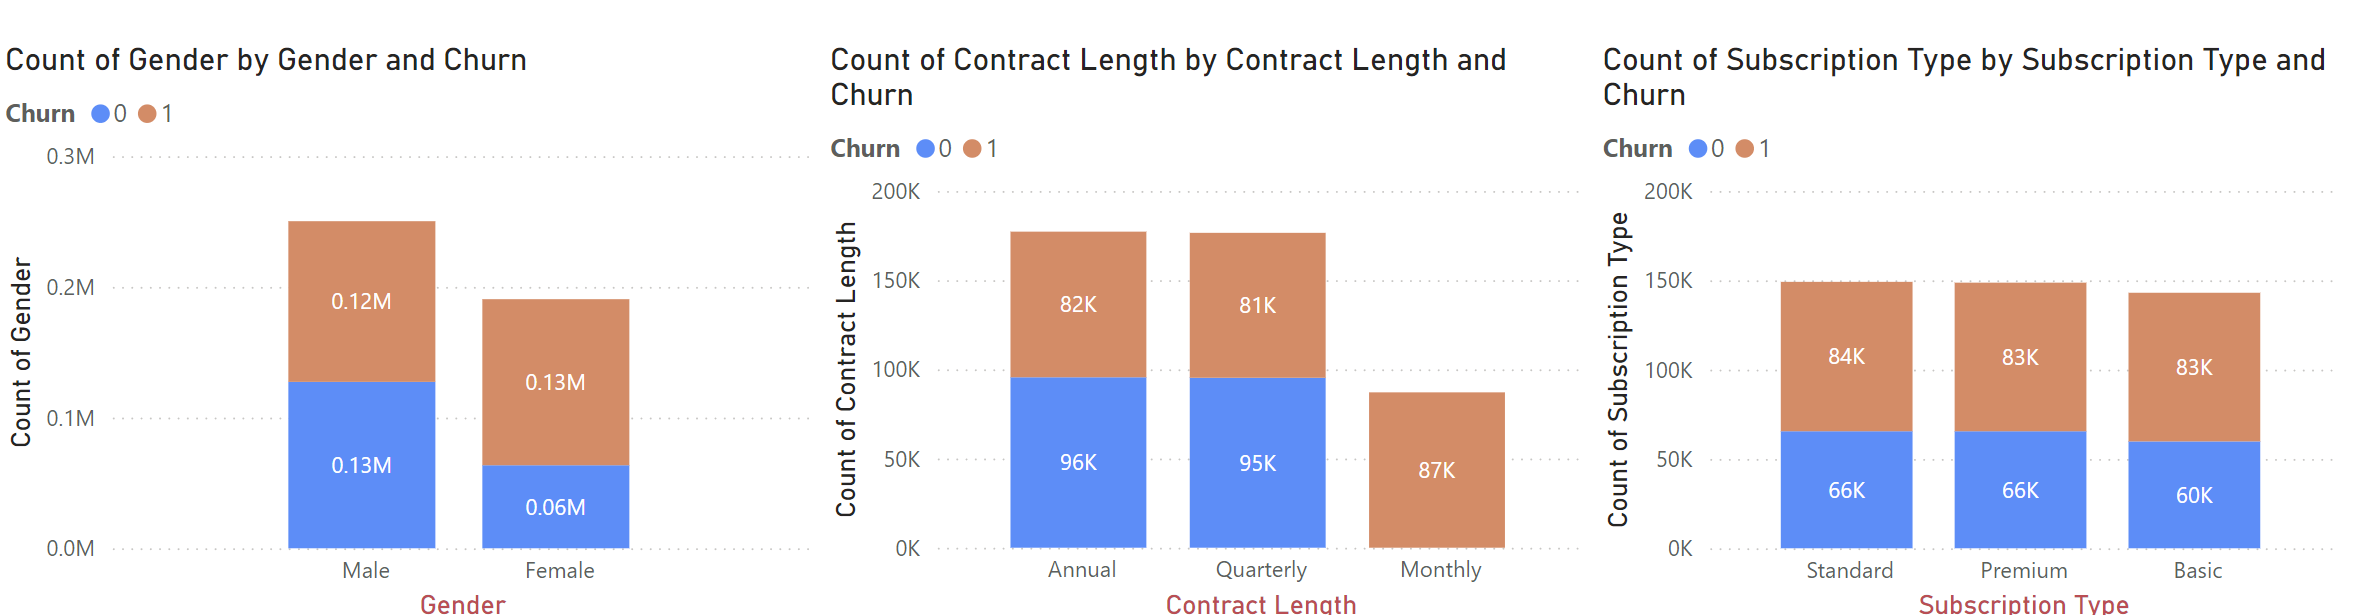 Count of Gender by Gender and Churn
Churn 0 1
0.3M
0.2M
0.1M
0.0M
Count of Gender
0.12M
0.13M
0.13M
0.06M
Male Female
Gender
Count of Contract Length by Contract Length and
Churn
Churn 0 1
200K
150K
100K
50K
0K
Count of Contract Length
82K
81K
96K
95K
87K
Annual Quarterly Monthly
Contract Length
Count of Subscription Type by Subscription Type and
Churn
Churn 0 1
200K
150K
100K
50K
0K
Count of Subscription Type
84K
83K
83K
66K
66K
60K
Standard Premium Basic
Subscription Type